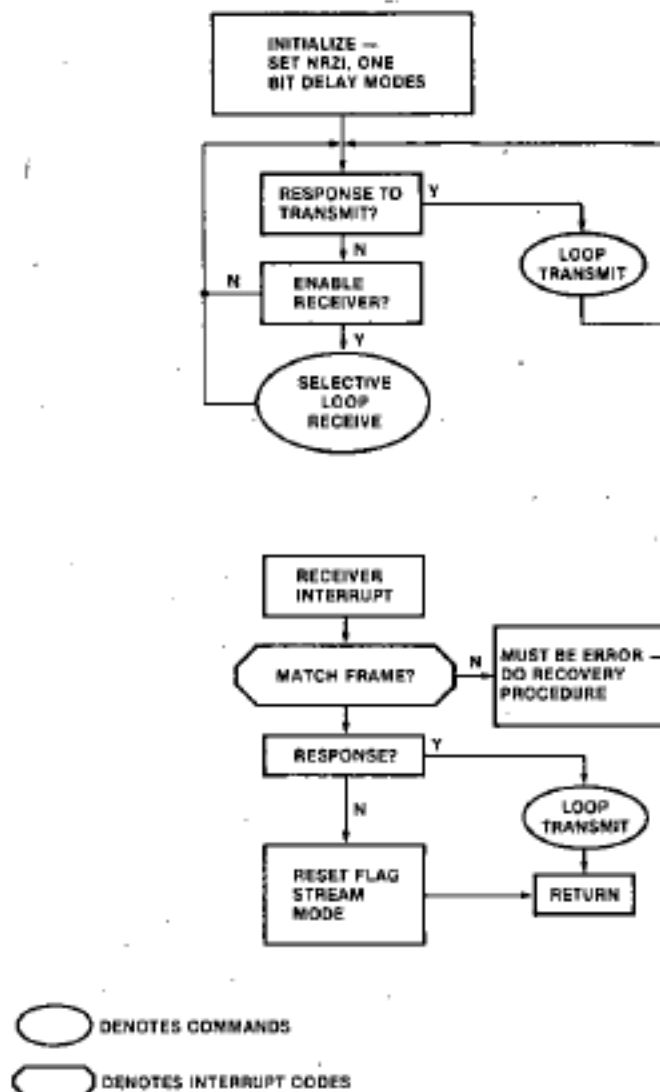 INITIALIZE —
SET NRZI, ONE
BIT DELAY MODES
RESPONSE TO
TRANSMIT?
Y
N
LOOP
TRANSMIT
N
ENABLE
RECEIVER?
Y
SELECTIVE
LOOP
RECEIVE
RECEIVER
INTERRUPT
MATCH FRAME?
N
MUST BE ERROR —
DO RECOVERY
PROCEDURE
RESPONSE?
Y
N
LOOP
TRANSMIT
RESET FLAG
STREAM
MODE
RETURN
DENOTES COMMANDS
DENOTES INTERRUPT CODES